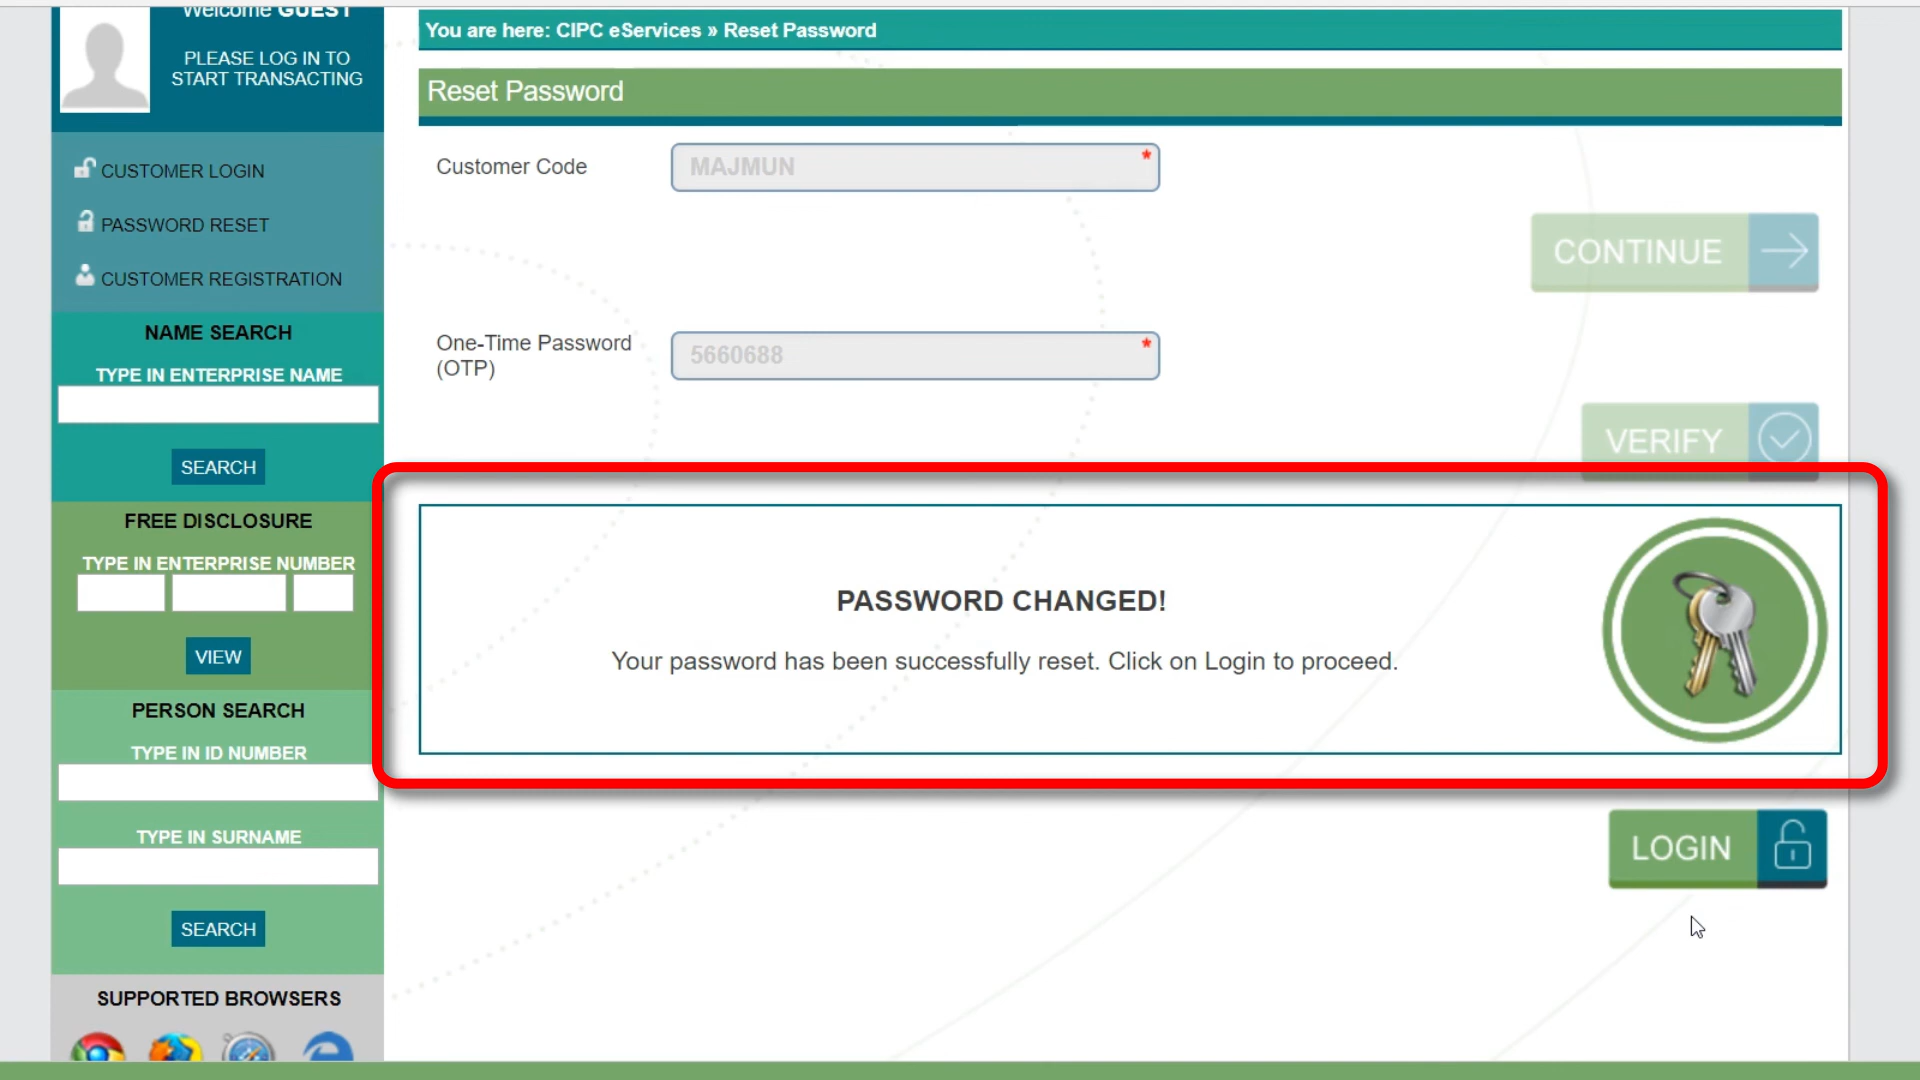 Welcome GUEST
PLEASE LOG IN TO
START TRANSACTING
CUSTOMER LOGIN
PASSWORD RESET
CUSTOMER REGISTRATION
NAME SEARCH
TYPE IN ENTERPRISE NAME
SEARCH
FREE DISCLOSURE
TYPE IN ENTERPRISE NUMBER
VIEW
PERSON SEARCH
TYPE IN ID NUMBER
TYPE IN SURNAME
SEARCH
SUPPORTED BROWSERS
You are here: CIPC eServices » Reset Password
Reset Password
Customer Code
MAJMUN *
CONTINUE
One-Time Password
(OTP)
5660688 *
VERIFY
PASSWORD CHANGED!
Your password has been successfully reset. Click on Login to proceed.
LOGIN